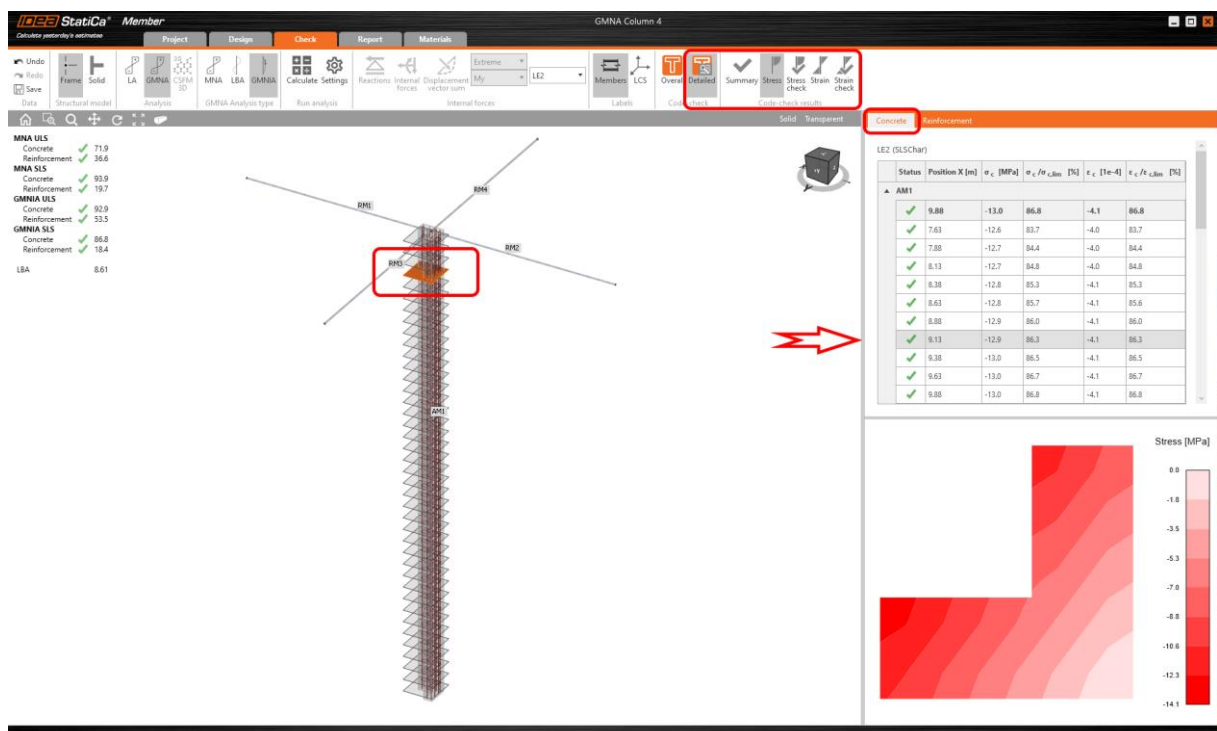 IDEA StatiCa® Member
GMNA Column 4
Calculate yesterday's estimates
Project Design Check Report Materials
Undo
Redo
Save
Frame Solid
LA GMNA CSFM 3D
MNA LBA GMNIA
Calculate Settings
Reactions Internal forces Displacement vector sum
Extreme
My
LE2
Members LCS
Overall Detailed
Summary Stress Stress check Strain Strain check
Data Structural model Analysis GMNA Analysis type Run analysis Internal forces Labels Code-check Code-check results
Solid Transparent
MNA ULS
Concrete 71.9
Reinforcement 36.6
MNA SLS
Concrete 93.9
Reinforcement 19.7
GMNIA ULS
Concrete 92.9
Reinforcement 53.5
GMNIA SLS
Concrete 86.8
Reinforcement 18.4
LBA 8.61
RM4
RM1
RM2
RM3
AM1
+Y
Concrete Reinforcement
LE2 (SLSChar)
Status Position X [m] σ c [MPa] σ c /σ c,lim [%] ε c [1e-4] ε c /ε c,lim [%]
AM1
9.88 -13.0 86.8 -4.1 86.8
7.63 -12.6 83.7 -4.0 83.7
7.88 -12.7 84.4 -4.0 84.4
8.13 -12.7 84.8 -4.0 84.8
8.38 -12.8 85.3 -4.1 85.3
8.63 -12.8 85.7 -4.1 85.6
8.88 -12.9 86.0 -4.1 86.0
9.13 -12.9 86.3 -4.1 86.3
9.38 -13.0 86.5 -4.1 86.5
9.63 -13.0 86.7 -4.1 86.7
9.88 -13.0 86.8 -4.1 86.8
Stress [MPa]
0.0
-1.8
-3.5
-5.3
-7.0
-8.8
-10.6
-12.3
-14.1